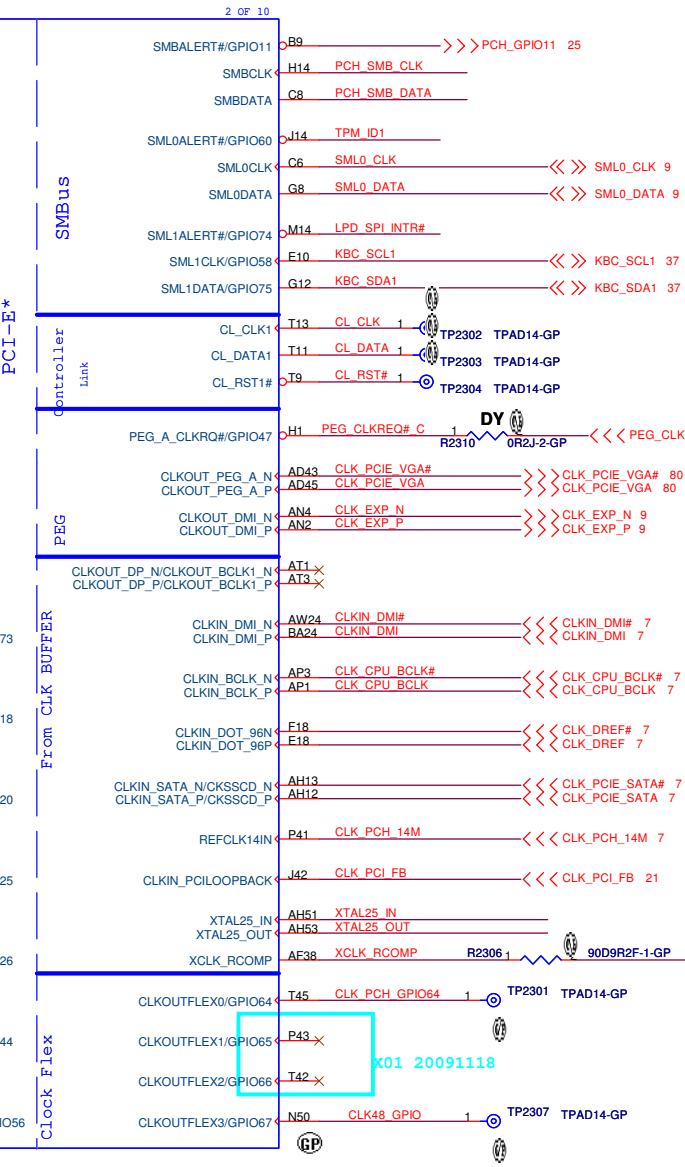 2 OF 10
SMBALERT#/GPIO11 B9 PCH_GPIO11 25
SMBCLK H14 PCH_SMB_CLK
SMBDATA C8 PCH_SMB_DATA
SML0ALERT#/GPIO60 J14 TPM_ID1
SML0CLK C6 SML0_CLK SML0_CLK 9
SML0DATA G8 SML0_DATA SML0_DATA 9
SMBus
SML1ALERT#/GPIO74 M14 LPD_SPI_INTR#
SML1CLK/GPIO58 E10 KBC_SCL1 KBC_SCL1 37
SML1DATA/GPIO75 G12 KBC_SDA1 KBC_SDA1 37
PCI-E*
Controller
Link
CL_CLK1 T13 CL_CLK 1 TP2302 TPAD14-GP
CL_DATA1 T11 CL_DATA 1 TP2303 TPAD14-GP
CL_RST1# T9 CL_RST# 1 TP2304 TPAD14-GP
DY
PEG_A_CLKRQ#/GPIO47 H1 PEG_CLKREQ#_C 1 R2310 0R2J-2-GP PEG_CLK
CLKOUT_PEG_A_N AD43 CLK_PCIE_VGA# CLK_PCIE_VGA# 80
CLKOUT_PEG_A_P AD45 CLK_PCIE_VGA CLK_PCIE_VGA 80
CLKOUT_DMI_N AN4 CLK_EXP_N CLK_EXP_N 9
CLKOUT_DMI_P AN2 CLK_EXP_P CLK_EXP_P 9
PEG
CLKOUT_DP_N/CLKOUT_BCLK1_N AT1
CLKOUT_DP_P/CLKOUT_BCLK1_P AT3
From CLK BUFFER
CLKIN_DMI_N AW24 CLKIN_DMI# CLKIN_DMI# 7
73 CLKIN_DMI_P BA24 CLKIN_DMI CLKIN_DMI 7
CLKIN_BCLK_N AP3 CLK_CPU_BCLK# CLK_CPU_BCLK# 7
CLKIN_BCLK_P AP1 CLK_CPU_BCLK CLK_CPU_BCLK 7
18
CLKIN_DOT_96N F18 CLK_DREF# 7
CLKIN_DOT_96P E18 CLK_DREF 7
CLKIN_SATA_N/CKSSCD_N AH13 CLK_PCIE_SATA# 7
20 CLKIN_SATA_P/CKSSCD_P AH12 CLK_PCIE_SATA 7
REFCLK14IN P41 CLK_PCH_14M CLK_PCH_14M 7
25 CLKIN_PCILOOPBACK J42 CLK_PCI_FB CLK_PCI_FB 21
XTAL25_IN AH51 XTAL25_IN
XTAL25_OUT AH53 XTAL25_OUT
26 XCLK_RCOMP AF38 XCLK_RCOMP R2306 1 90D9R2F-1-GP
Clock Flex
CLKOUTFLEX0/GPIO64 T45 CLK_PCH_GPIO64 1 TP2301 TPAD14-GP
44 CLKOUTFLEX1/GPIO65 P43
X01 20091118
CLKOUTFLEX2/GPIO66 T42
IO56 CLKOUTFLEX3/GPIO67 N50 CLK48_GPIO 1 TP2307 TPAD14-GP
GP